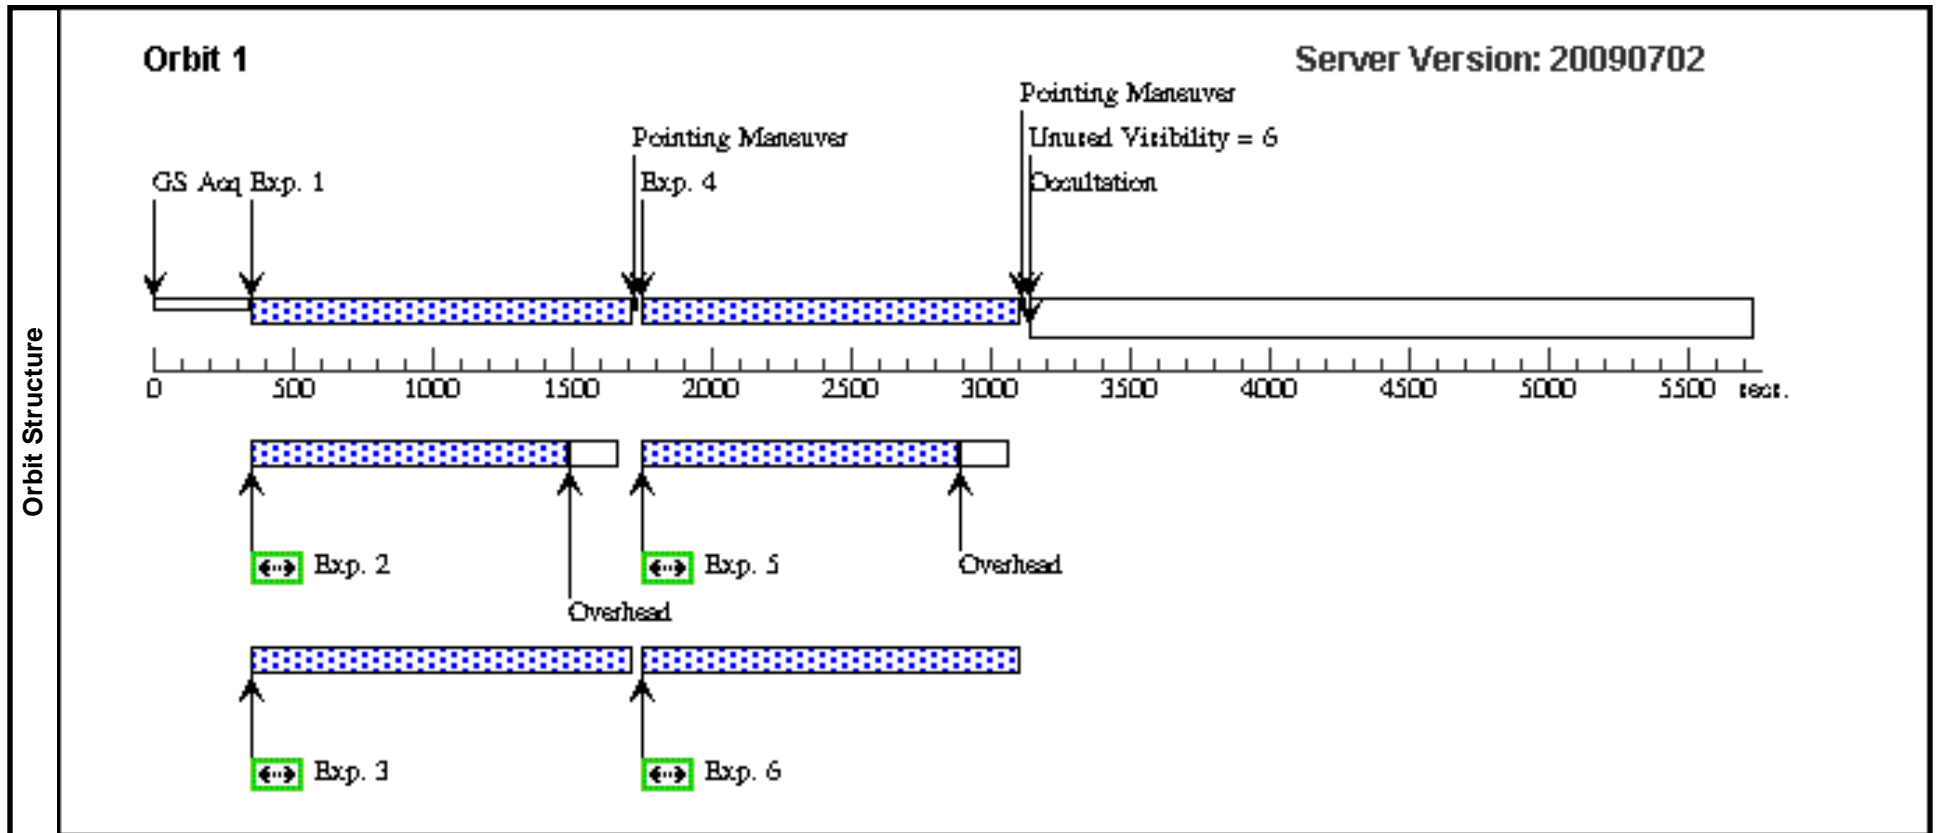 Orbit 1
Server Version: 20090702
Pointing Maneuver
Pointing Maneuver
Unused Visibility = 6
GS Acq
Exp. 1
Exp. 4
Occultation
0 500 1000 1500 2000 2500 3000 3500 4000 4500 5000 5500 secs.
Orbit Structure
Exp. 2
Exp. 5
Overhead
Overhead
Exp. 3
Exp. 6